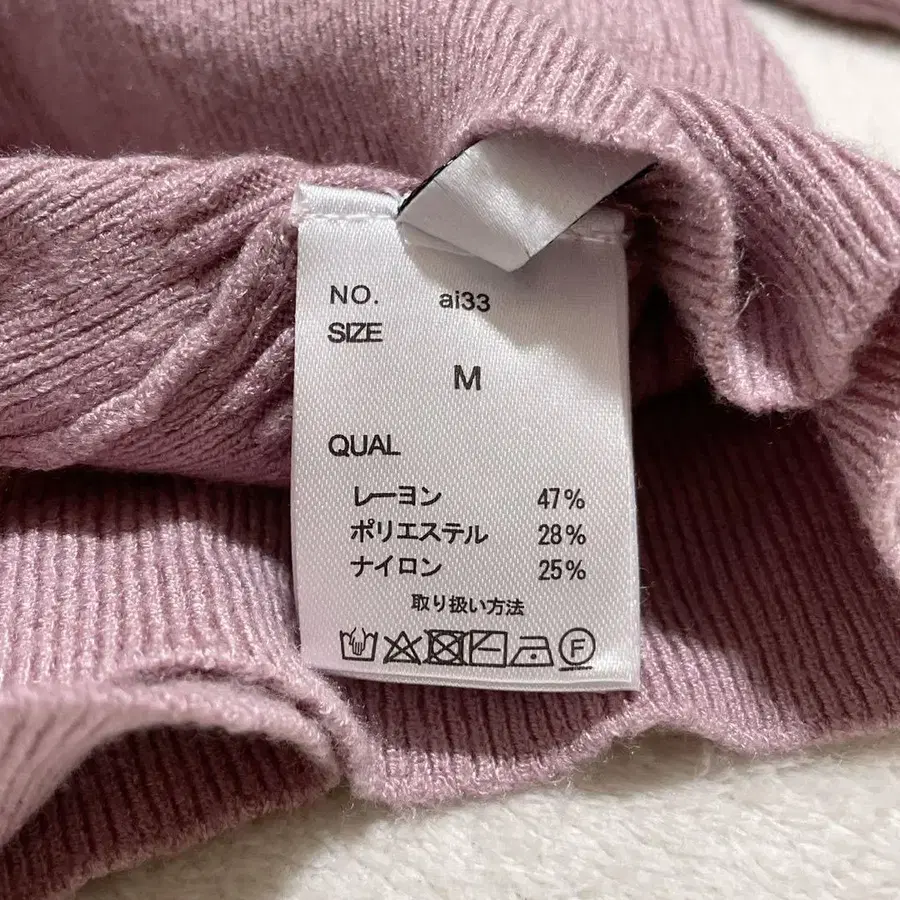 NO. ai33
SIZE
M
QUAL
レーヨン 47%
ポリエステル 28%
ナイロン 25%
取り扱い方法
F